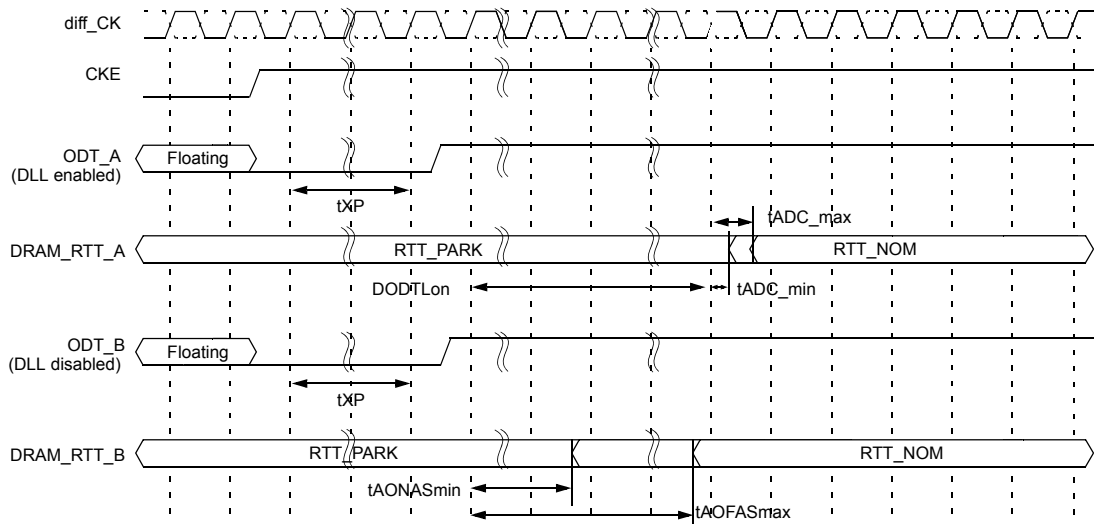 diff_CK
CKE
ODT_A
(DLL enabled)
Floating
tXP
tADC_max
DRAM_RTT_A
RTT_PARK
RTT_NOM
DODTLon
tADC_min
ODT_B
(DLL disabled)
Floating
tXP
DRAM_RTT_B
RTT_PARK
RTT_NOM
tAONASmin
tAOFASmax